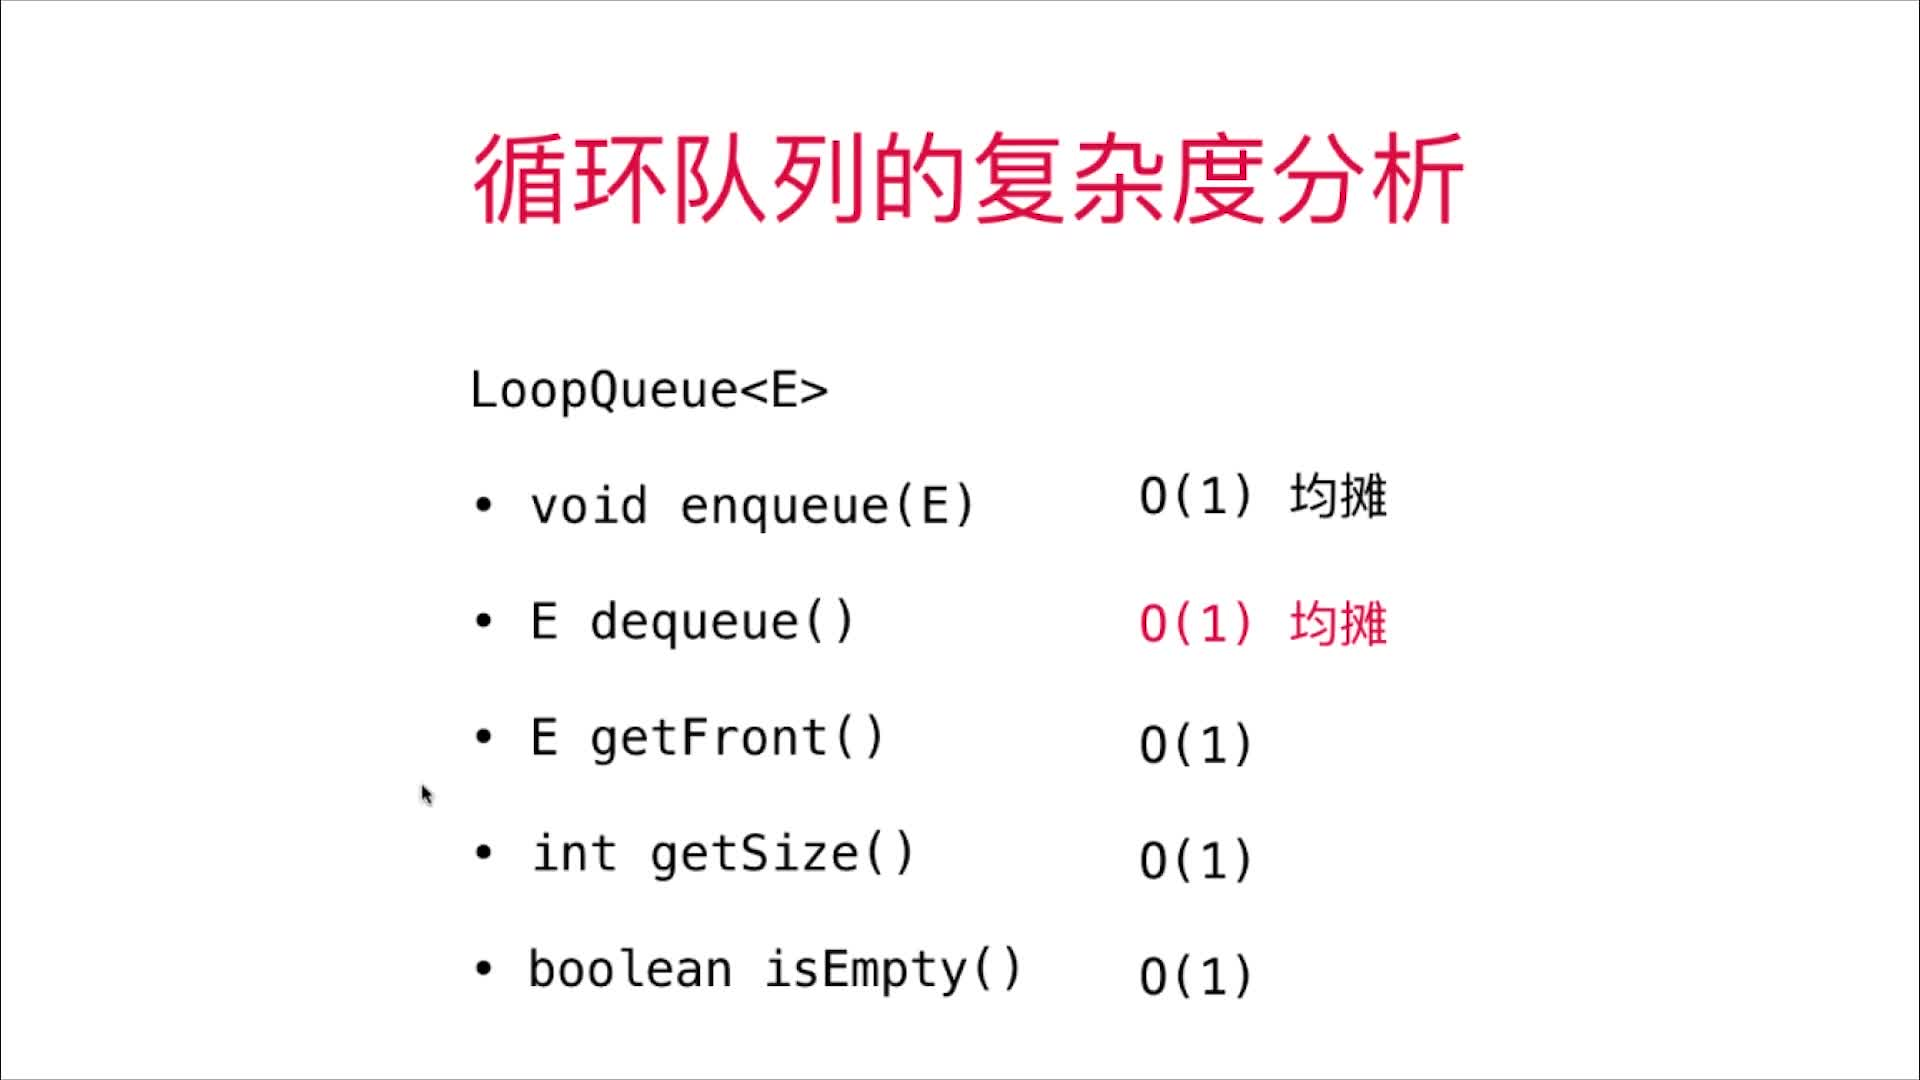 循环队列的复杂度分析
LoopQueue<E>
• void enqueue(E) O(1) 均摊
• E dequeue() O(1) 均摊
• E getFront() O(1)
• int getSize() O(1)
• boolean isEmpty() O(1)